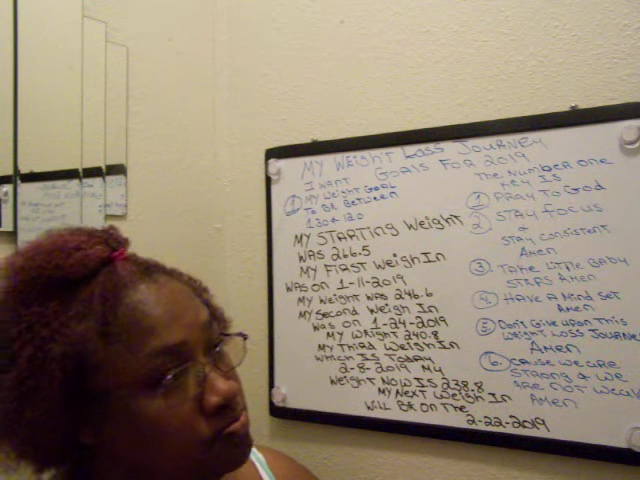 MY WEIGHT LOSS JOURNEY
GOALS FOR 2019
I WANT
① MY WEIGHT GOAL
TO BE BETWEEN
130 & 120
MY STARTING WEIGHT
WAS 266.5
MY FIRST WEIGH IN
WAS ON 1-11-2019
MY WEIGHT WAS 246.6
MY SECOND WEIGH IN
WAS ON 1-24-2019
MY WEIGHT 240.8
MY THIRD WEIGH IN
WHICH IS TODAY
2-8-2019 MY
WEIGHT NOW IS 238.8
MY NEXT WEIGH IN
WILL BE ON THE
2-22-2019
THE NUMBER ONE
KEY IS
① PRAY TO GOD
② STAY FOCUS
&
STAY CONSISTENT
AMEN
③ TAKE LITTLE BABY
STEPS AMEN
④ HAVE A MIND SET
AMEN
⑤ DON'T GIVE UP ON THIS
WEIGHT LOSS JOURNEY
AMEN
⑥ CAUSE WE ARE
STRONG & WE
ARE NOT WEAK
AMEN